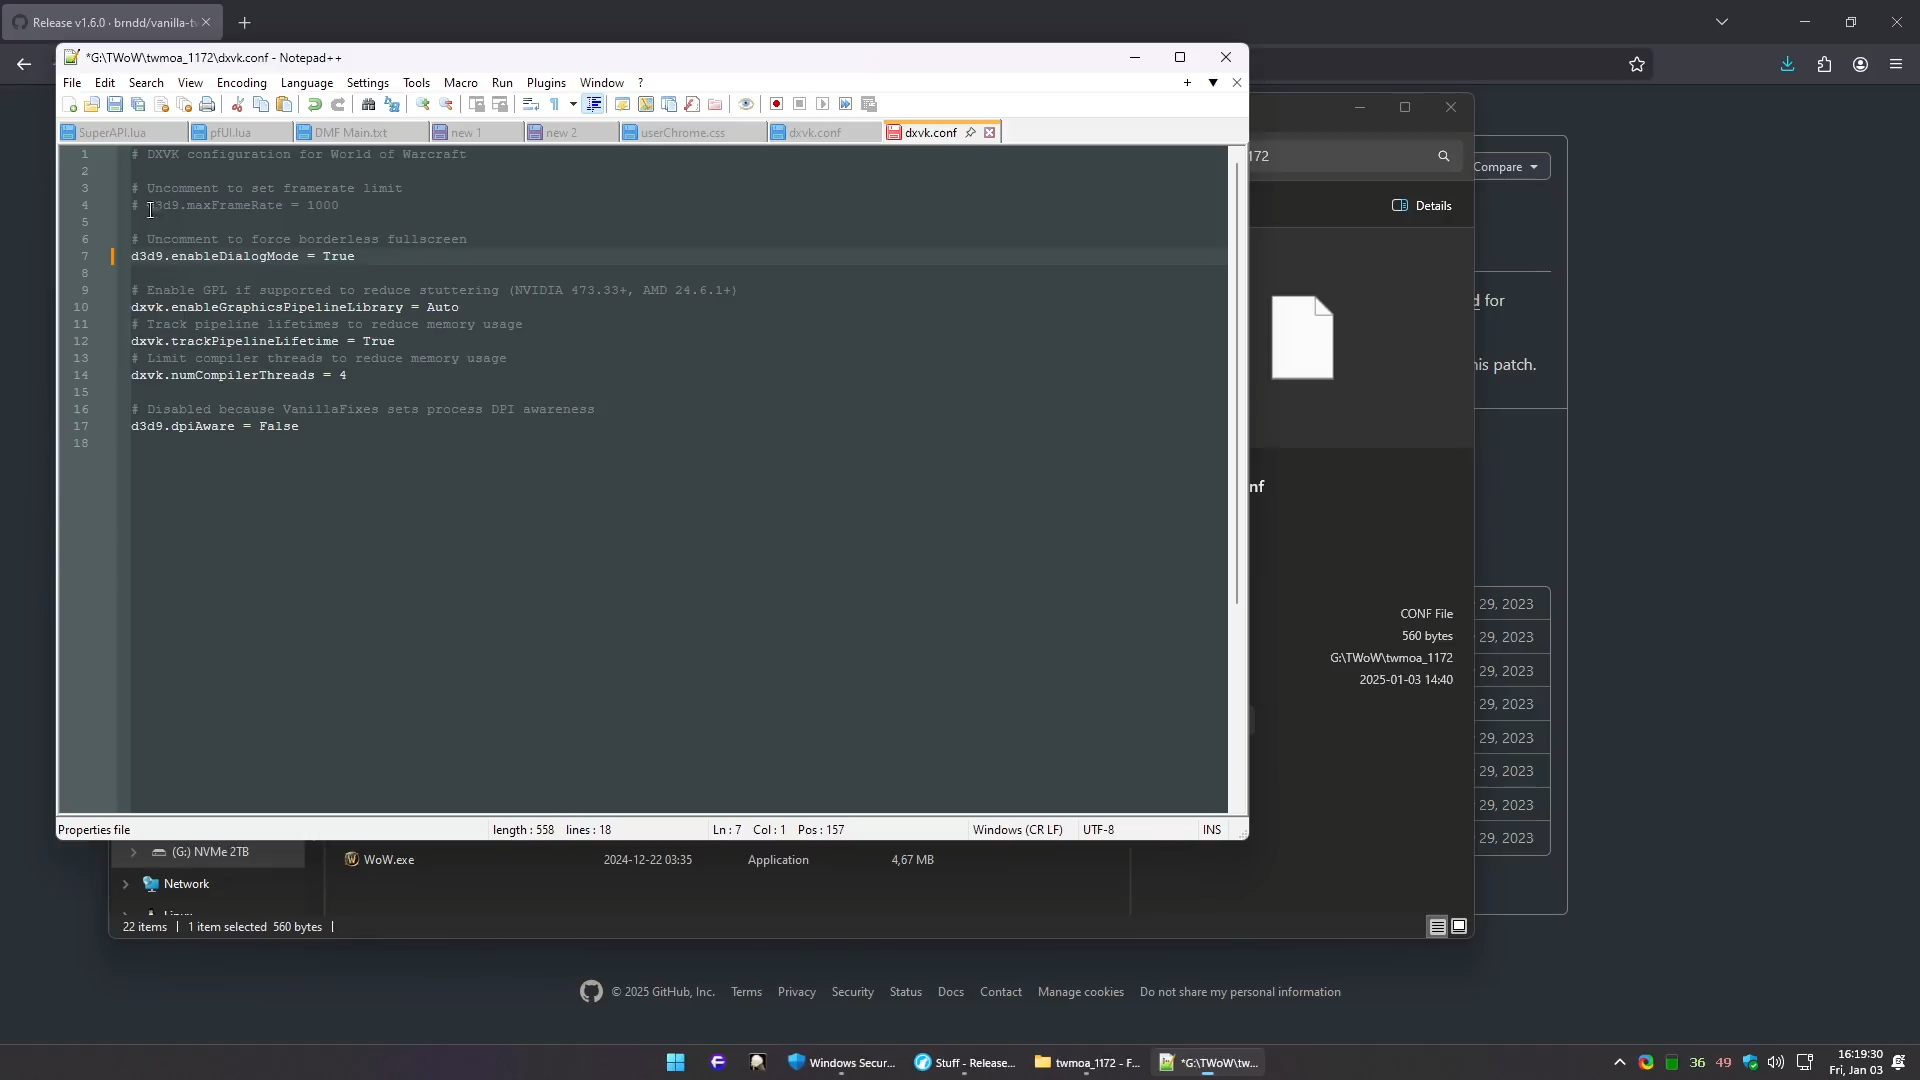 Release v1.6.0 · brndd/vanilla-tw
*G:\TWoW\twmoa_1172\dxvk.conf - Notepad++
File Edit Search View Encoding Language Settings Tools Macro Run Plugins Window ?
SuperAPI.lua pfUI.lua DMF Main.txt new 1 new 2 userChrome.css dxvk.conf dxvk.conf
1 # DXVK configuration for World of Warcraft
2
3 # Uncomment to set framerate limit
4 # d3d9.maxFrameRate = 1000
5
6 # Uncomment to force borderless fullscreen
7 d3d9.enableDialogMode = True
8
9 # Enable GPL if supported to reduce stuttering (NVIDIA 473.33+, AMD 24.6.1+)
10 dxvk.enableGraphicsPipelineLibrary = Auto
11 # Track pipeline lifetimes to reduce memory usage
12 dxvk.trackPipelineLifetime = True
13 # Limit compiler threads to reduce memory usage
14 dxvk.numCompilerThreads = 4
15
16 # Disabled because VanillaFixes sets process DPI awareness
17 d3d9.dpiAware = False
18
Properties file length : 558 lines : 18 Ln : 7 Col : 1 Pos : 157 Windows (CR LF) UTF-8 INS
172
Compare
Details
d for
his patch.
nf
CONF File
560 bytes
G:\TWoW\twmoa_1172
2025-01-03 14:40
29, 2023
29, 2023
29, 2023
29, 2023
29, 2023
29, 2023
29, 2023
29, 2023
(G:) NVMe 2TB
WoW.exe 2024-12-22 03:35 Application 4,67 MB
Network
22 items 1 item selected 560 bytes
© 2025 GitHub, Inc. Terms Privacy Security Status Docs Contact Manage cookies Do not share my personal information
Windows Secur... Stuff - Release... twmoa_1172 - F... *G:\TWoW\tw...
36 49
16:19:30
Fri, Jan 03